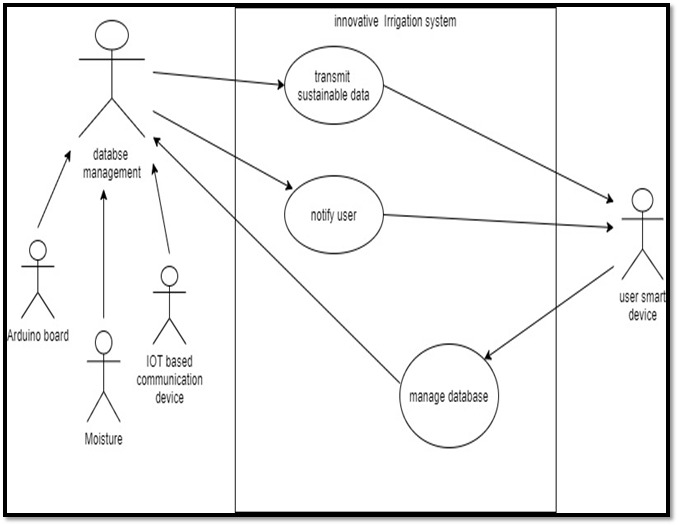 innovative Irrigation system
transmit
sustainable data
databse
management
notify user
Arduino board
Moisture
IOT based
communication
device
user smart
device
manage database